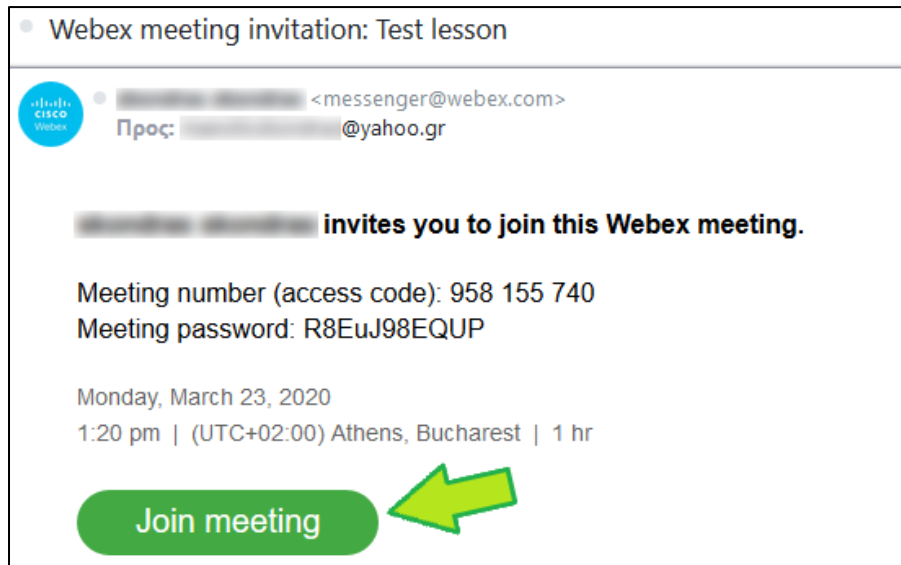 Webex meeting invitation: Test lesson
CISCO
Webex
<messenger@webex.com>
Προς: @yahoo.gr
invites you to join this Webex meeting.
Meeting number (access code): 958 155 740
Meeting password: R8EuJ98EQUP
Monday, March 23, 2020
1:20 pm | (UTC+02:00) Athens, Bucharest | 1 hr
Join meeting